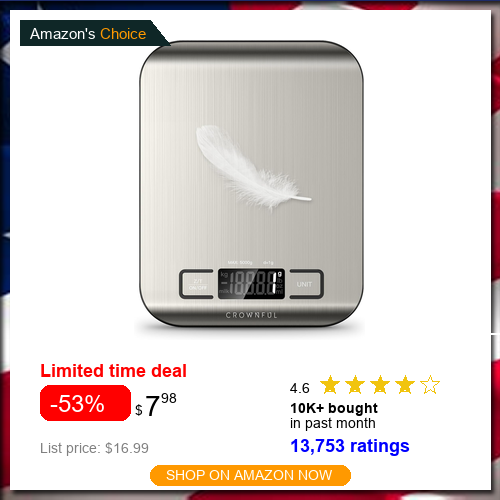 Amazon's Choice
g
1
UNIT
CROWNFUL
Limited time deal
-53%
$ 7 98
List price: $16.99
4.6
10K+ bought
in past month
13,753 ratings
SHOP ON AMAZON NOW